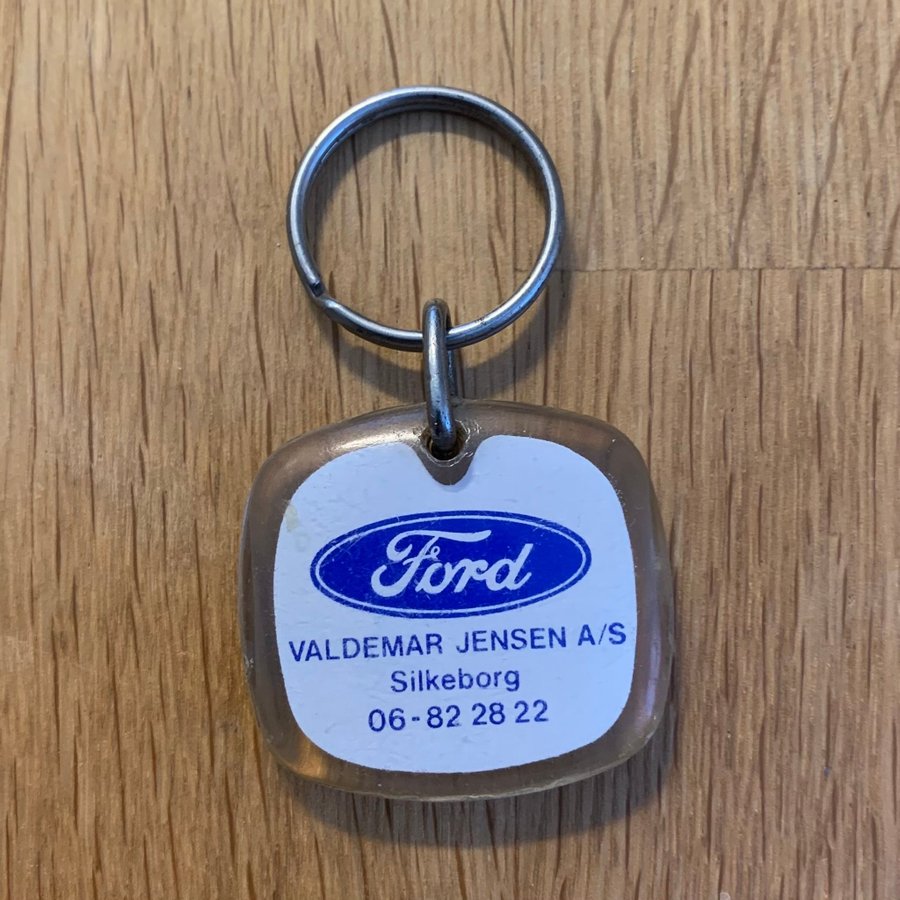 Ford
VALDEMAR JENSEN A/S
Silkeborg
06-82 28 22